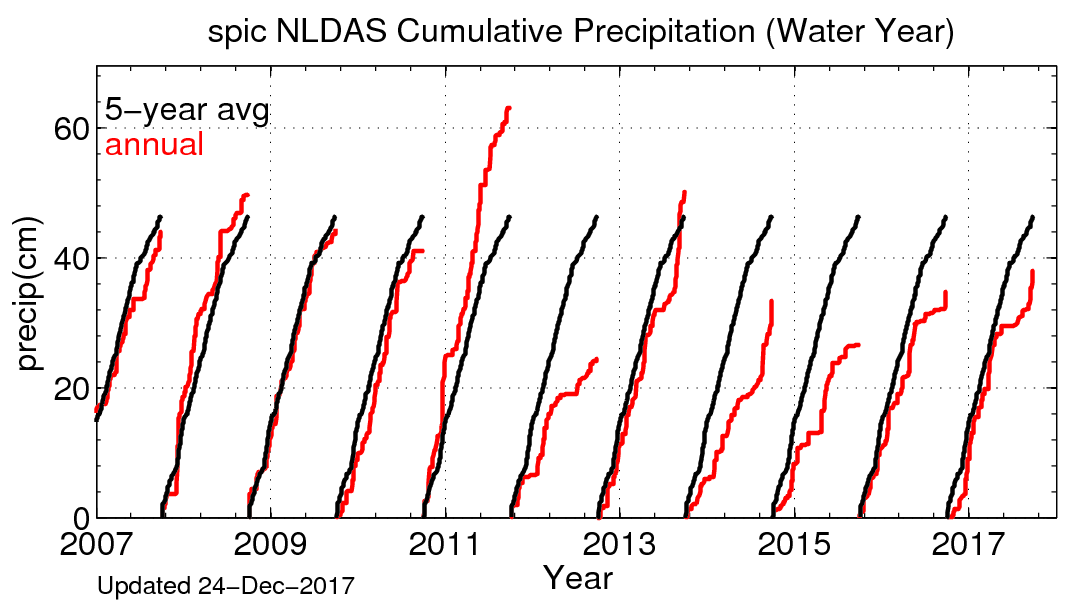 spic NLDAS Cumulative Precipitation (Water Year)
5−year avg
annual
60
40
20
0
precip(cm)
2007 2009 2011 2013 2015 2017
Year
Updated 24−Dec−2017